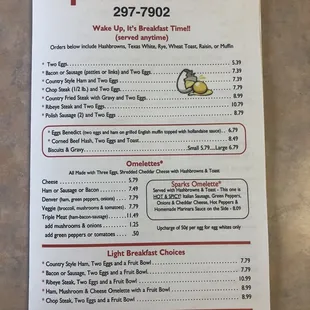 297-7902
Wake Up, It's Breakfast Time!!
(served anytime)
Orders below include Hashbrowns, Texas White, Rye, Wheat Toast, Raisin, or Muffin
* Two Eggs 5.39
* Bacon or Sausage (patties or links) and Two Eggs 7.79
* Country Style Ham and Two Eggs 7.79
* Chop Steak (1/2 lb.) and Two Eggs 8.99
* Country Fried Steak with Gravy and Two Eggs 8.99
* Ribeye Steak and Two Eggs 10.79
* Polish Sausage (2) and Two Eggs 8.99
* Eggs Benedict (two eggs and ham on grilled English muffin topped with hollandaise sauce) 6.79
* Corned Beef Hash, Two Eggs and Toast 8.49
Biscuits & Gravy Small 5.79 Large 6.79
Omelettes*
All Made with Three Eggs, Shredded Cheddar Cheese with Hashbrowns & Toast
Cheese 5.79
Ham or Sausage or Bacon 7.49
Denver (ham, green peppers, onions) 7.79
Veggie (broccoli, mushrooms & tomatoes) 7.79
Triple Meat (ham-bacon-sausage) 11.49
add mushrooms & onions 1.25
add green peppers or tomatoes .50
Sparks Omelette*
Served with Hashbrowns & Toast - This one is
HOT & SPICY! Italian Sausage, Green Peppers,
Onions & Cheddar Cheese, Hot Peppers &
Homemade Marinara Sauce on the Side - 8.09
Upcharge of 50¢ per egg for egg whites only
Light Breakfast Choices
* Country Style Ham, Two Eggs and a Fruit Bowl 7.79
* Bacon or Sausage, Two Eggs and a Fruit Bowl 7.79
* Ribeye Steak, Two Eggs and a Fruit Bowl 10.99
* Ham, Mushroom & Cheese Omelette with a Fruit Bowl 8.99
* Chop Steak, Two Eggs and a Fruit Bowl 8.99